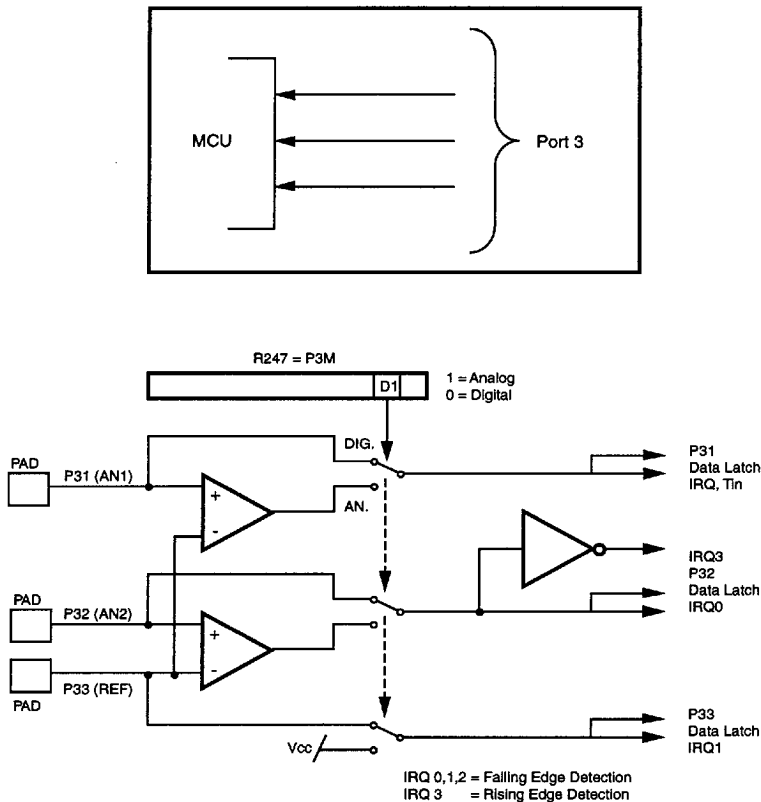 MCU
Port 3
R247 = P3M
D1
1 = Analog
0 = Digital
DIG.
PAD
P31 (AN1)
+
-
AN.
P31
Data Latch
IRQ, Tin
IRQ3
PAD
P32 (AN2)
+
-
P32
Data Latch
IRQ0
P33 (REF)
PAD
Vcc
P33
Data Latch
IRQ1
IRQ 0,1,2 = Falling Edge Detection
IRQ 3 = Rising Edge Detection